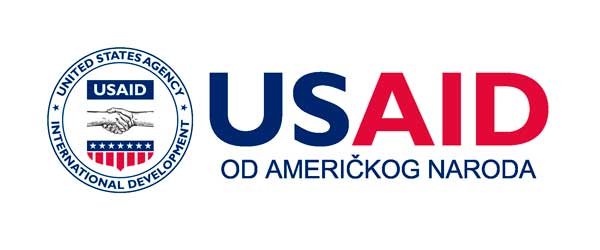 UNITED STATES AGENCY
USAID
INTERNATIONAL DEVELOPMENT
USAID
OD AMERIČKOG NARODA